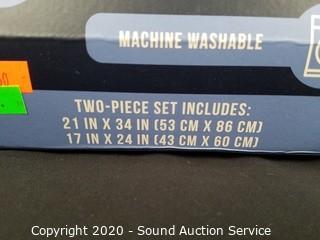 MACHINE WASHABLE
TWO-PIECE SET INCLUDES:
21 IN X 34 IN (53 CM X 86 CM)
17 IN X 24 IN (43 CM X 60 CM)
Copyright © 2020 - Sound Auction Service